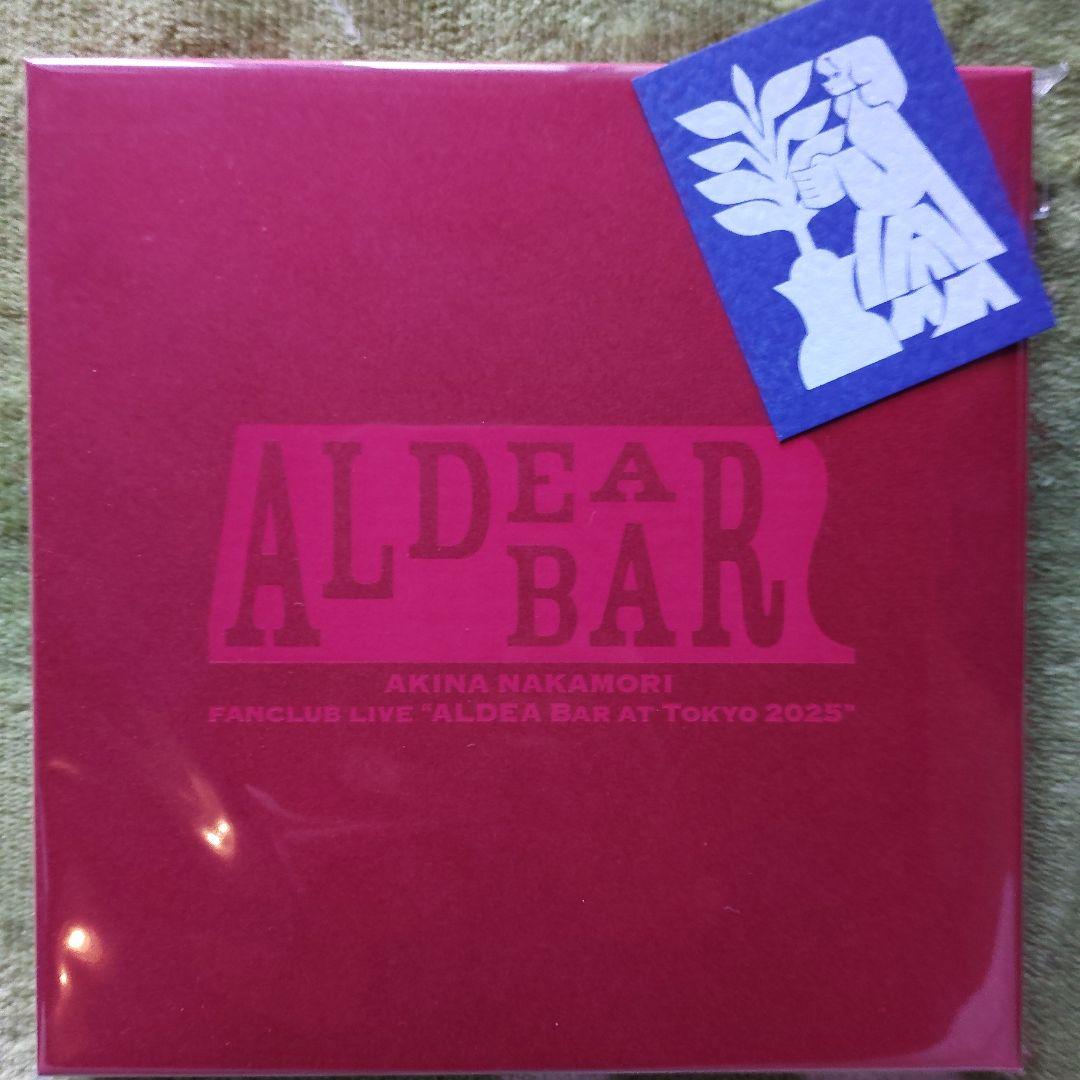 ALDEA BAR
AKINA NAKAMORI
FANCLUB LIVE "ALDEA BAR AT TOKYO 2025"